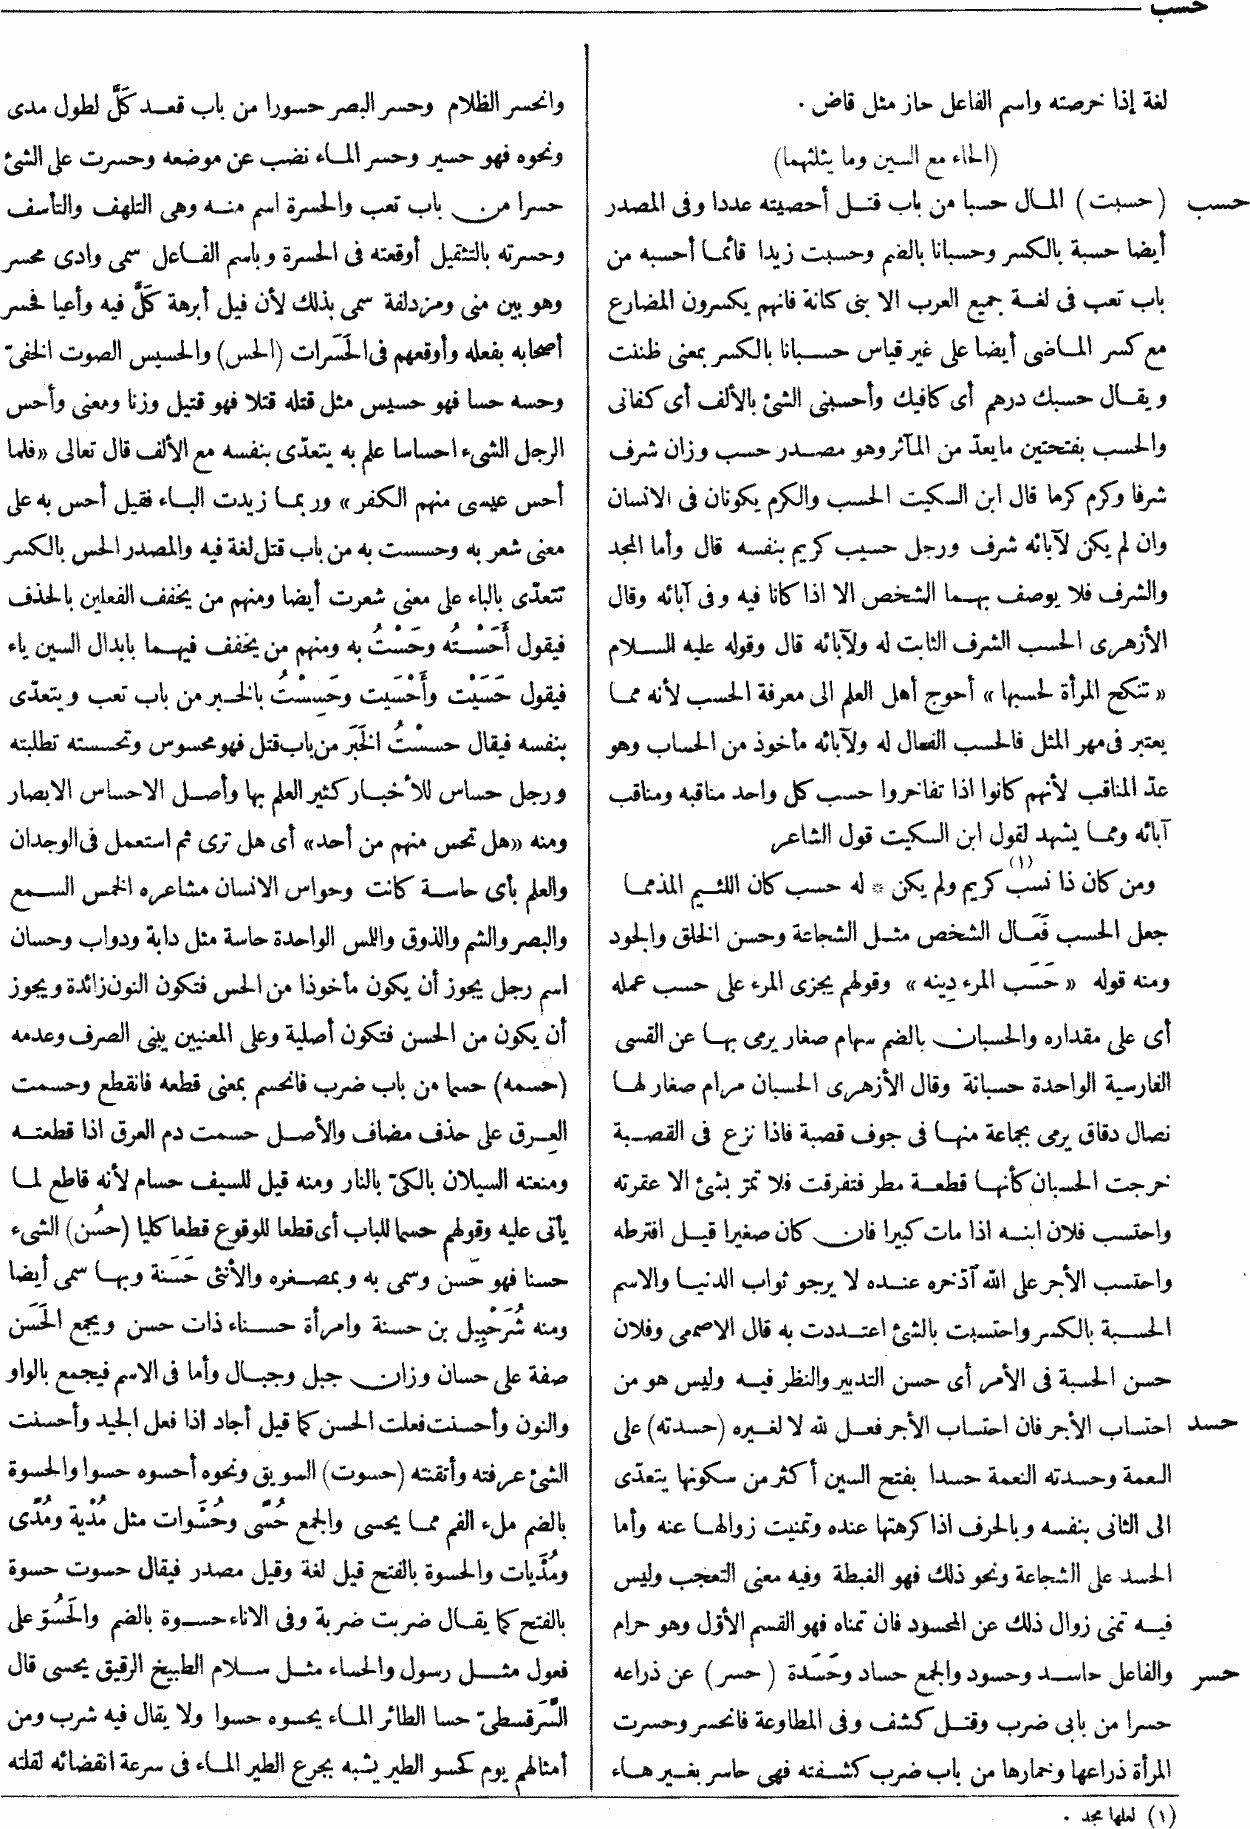 حسب
لغة إذا خرصته واسم الفاعل حاز مثل قاض .
(الحاء مع السين وما يثلثهما)
حسب (حسبت) المال حسبا من باب قتل أحصيته عددا وفى المصدر
أيضا حسبة بالكسر وحسبانا بالضم وحسبت زيدا قائما أحسبه من
باب تعب فى لغة جميع العرب الا بنى كنانة فانهم يكسرون المضارع
مع كسر الماضى أيضا على غير قياس حسبانا بالكسر بمعنى ظننت
ويقال حسبك درهم أى كافيك وأحسبنى الشئ بالألف أى كفانى
والحسب بفتحتين مايعدّ من المآثر وهو مصدر حسب وزان شرف
شرفا وكرم كرما قال ابن السكيت الحسب والكرم يكونان فى الانسان
وان لم يكن لآبائه شرف ورجل حسيب كريم بنفسه قال وأما المجد
والشرف فلا يوصف بهما الشخص الا اذا كانا فيه وفى آبائه وقال
الأزهرى الحسب الشرف الثابت له ولآبائه قال وقوله عليه السلام
« تنكح المرأة لحسبها » أحوج أهل العلم الى معرفة الحسب لأنه مما
يعتبر فى مهر المثل فالحسب الفعال له ولآبائه مأخوذ من الحساب وهو
عدّ المناقب لأنهم كانوا اذا تفاخروا حسب كل واحد مناقبه ومناقب
آبائه ومما يشهد لقول ابن السكيت قول الشاعر
ومن كان ذا نسب (١) كريم ولم يكن * له حسب كان اللئيم المذمما
جعل الحسب فَعَال الشخص مثل الشجاعة وحسن الخلق والجود
ومنه قوله « حَسَب المرء دِينه » وقولهم يجزى المرء على حسب عمله
أى على مقداره والحسبان بالضم سهام صغار يرمى بها عن القسى
الفارسية الواحدة حسبانة وقال الأزهرى الحسبان مرام صغار لها
نصال دقاق يرمى بجماعة منها فى جوف قصبة فاذا نزع فى القصبة
خرجت الحسبان كأنها قطعة مطر فتفرقت فلا تمرّ بشئ الا عقرته
واحتسب فلان ابنه اذا مات كبيرا فان كان صغيرا قيل افترطه
واحتسب الأجر على الله آذخره عنده لا يرجو ثواب الدنيا والاسم
الحسبة بالكسر واحتسبت بالشئ اعتددت به قال الاصمعى وفلان
حسن الحسبة فى الأمر أى حسن التدبير والنظر فيه وليس هو من
حسد احتساب الأجر فان احتساب الأجر فعل لله لا لغيره (حسدته) على
النعمة وحسدته النعمة حسدا بفتح السين أكثر من سكونها يتعدّى
الى الثانى بنفسه وبالحرف اذا كرهتها عنده وتمنيت زوالها عنه وأما
الحسد على الشجاعة ونحو ذلك فهو الغبطة وفيه معنى التعجب وليس
فيه تمنى زوال ذلك عن المحسود فان تمناه فهو القسم الأوّل وهو حرام
حسر والفاعل حاسد وحسود والجمع حساد وحَسَدة (حسر) عن ذراعه
حسرا من بابى ضرب وقتل كشف وفى المطاوعة فانحسر وحسرت
المرأة ذراعها وخمارها من باب ضرب كشفته فهى حاسر بغير هاء
(١) لعلها مجد .
وانحسر الظلام وحسر البصر حسورا من باب قعد كَلَّ لطول مدى
ونحوه فهو حسير وحسر الماء نضب عن موضعه وحسرت على الشئ
حسرا من باب تعب والحسرة اسم منه وهى التلهف والتأسف
وحسرته بالتثقيل أوقعته فى الحسرة وباسم الفاعل سمى وادى محسر
وهو بين منى ومزدلفة سمى بذلك لأن فيل أبرهة كَلَّ فيه وأعيا فحسر
أصحابه بفعله وأوقعهم فى الحَسَرات (الحس) والحسيس الصوت الخفىّ
وحسه حسا فهو حسيس مثل قتله قتلا فهو قتيل وزنا ومعنى وأحس
الرجل الشىء احساسا علم به يتعدّى بنفسه مع الألف قال تعالى « فلما
أحس عيسى منهم الكفر » وربما زيدت الباء فقيل أحس به على
معنى شعر به وحسست به من باب قتل لغة فيه والمصدر الحس بالكسر
تتعدّى بالباء على معنى شعرت أيضا ومنهم من يخفف الفعلين بالحذف
فيقول أَحَسْتُه وحَسْتُ به ومنهم من يخفف فيهما بابدال السين ياء
فيقول حَسَيْت وأَحْسَيت وحَسِسْتُ بالخبر من باب تعب ويتعدّى
بنفسه فيقال حسسْتُ الخَبَر من باب قتل فهو محسوس وتحسسته تطلبته
ورجل حساس للأخبار كثير العلم بها وأصل الاحساس الابصار
ومنه «هل تحس منهم من أحد» أى هل ترى ثم استعمل فى الوجدان
والعلم بأى حاسة كانت وحواس الانسان مشاعره الخمس السمع
والبصر والشم والذوق واللمس الواحدة حاسة مثل دابة ودواب وحسان
اسم رجل يجوز أن يكون مأخوذا من الحس فتكون النون زائدة ويجوز
أن يكون من الحسن فتكون أصلية وعلى المعنيين يبنى الصرف وعدمه
(حسمه) حسما من باب ضرب فانحسم بمعنى قطعه فانقطع وحسمت
العِرق على حذف مضاف والأصل حسمت دم العرق اذا قطعته
ومنعته السيلان بالكىّ بالنار ومنه قيل للسيف حسام لأنه قاطع لما
يأتى عليه وقولهم حسما للباب أى قطعا للوقوع قطعا كليا (حسُن) الشىء
حسنا فهو حَسن وسمى به وبمصغره والأنثى حَسَنة وبها سمى أيضا
ومنه شُرَحْبِيل بن حسنة وامرأة حسناء ذات حسن ويجمع الحَسَن
صفة على حسان وزان جبل وجبال وأما فى الاسم فيجمع بالواو
والنون وأحسنت فعلت الحسن كما قيل أجاد اذا فعل الجيد وأحسنت
الشئ عرفته وأتقنته (حسوت) السويق ونحوه أحسوه حسوا والحسوة
بالضم ملء الفم مما يحسى والجمع حُسًى وحُسُوات مثل مُدْية ومُدًى
ومُدْيات والحسوة بالفتح قيل لغة وقيل مصدر فيقال حسوت حسوة
بالفتح كما يقال ضربت ضربة وفى الاناء حسوة بالضم والحَسُوّ على
فعول مثل رسول والحساء مثل سلام الطبيخ الرقيق يحسى قال
السَّرَقسطىّ حسا الطائر الماء يحسوه حسوا ولا يقال فيه شرب ومن
أمثالهم يوم كحسو الطير يشبه بجرع الطير الماء فى سرعة انقضائه لقلته